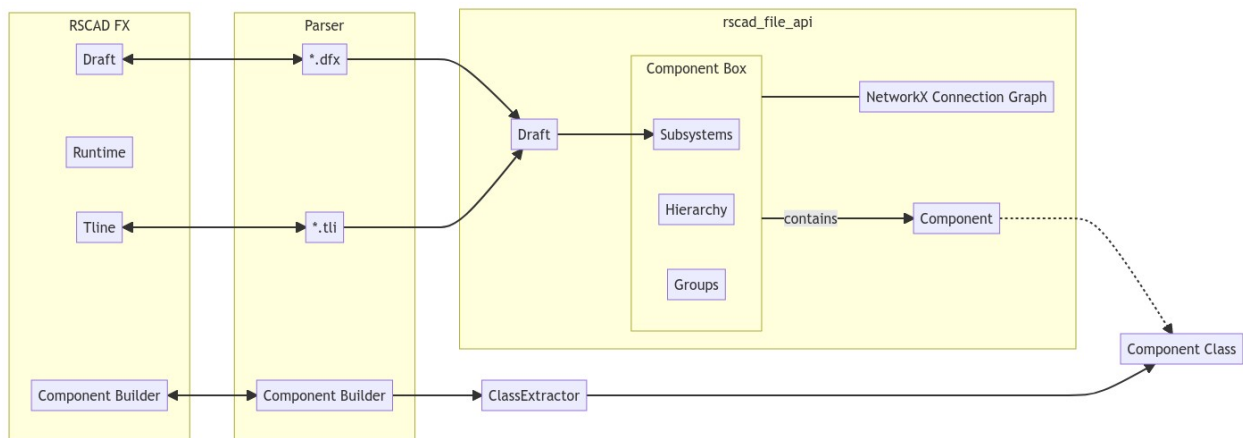 RSCAD FX
Parser
rscad_file_api
Draft
*.dfx
Component Box
NetworkX Connection Graph
Draft
Subsystems
Runtime
Hierarchy
Tline
*.tli
contains
Component
Groups
Component Class
Component Builder
Component Builder
ClassExtractor